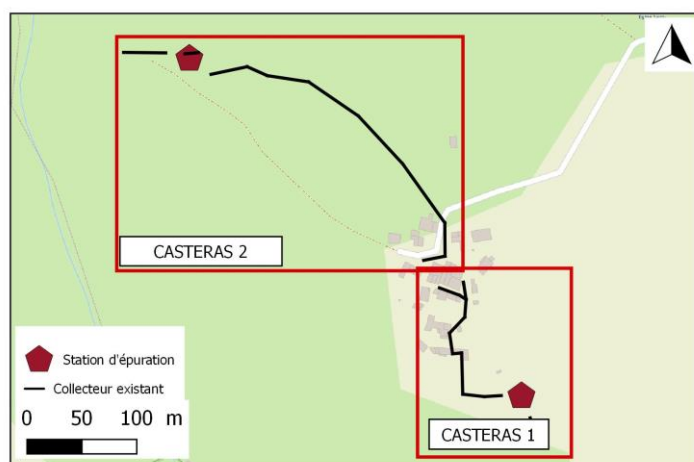 CASTERAS 2
Station d'épuration
Collecteur existant
0 50 100 m
CASTERAS 1